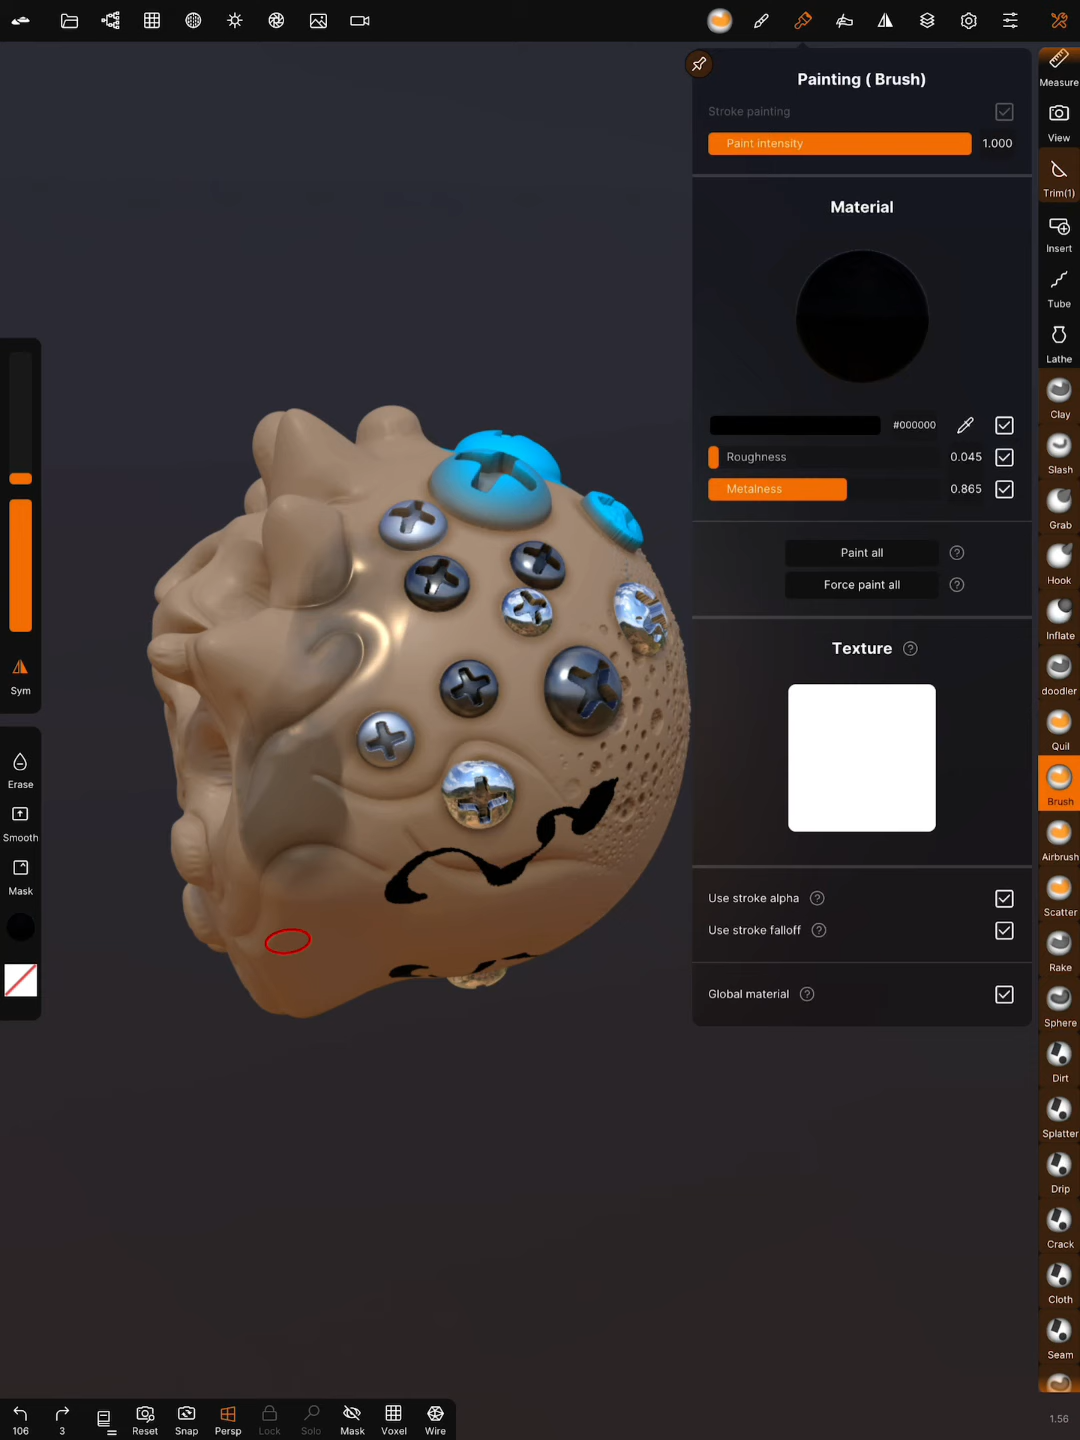 Painting ( Brush)
Stroke painting
Paint intensity 1.000
Material
#000000
Roughness 0.045
Metalness 0.865
Paint all ?
Force paint all ?
Texture ?
Use stroke alpha ?
Use stroke falloff ?
Global material ?
Measure
View
Trim(1)
Insert
Tube
Lathe
Clay
Slash
Grab
Hook
Inflate
doodler
Quil
Brush
Airbrush
Scatter
Rake
Sphere
Dirt
Splatter
Drip
Crack
Cloth
Seam
Sym
Erase
Smooth
Mask
106 3 Reset Snap Persp Lock Solo Mask Voxel Wire
1.56